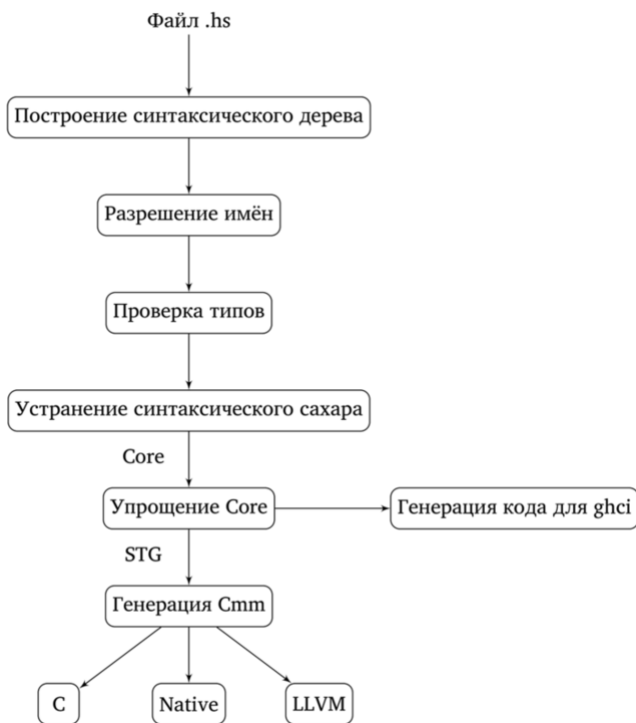 Файл .hs
Построение синтаксического дерева
Разрешение имён
Проверка типов
Устранение синтаксического сахара
Core
Упрощение Core
Генерация кода для ghci
STG
Генерация Cmm
C
Native
LLVM